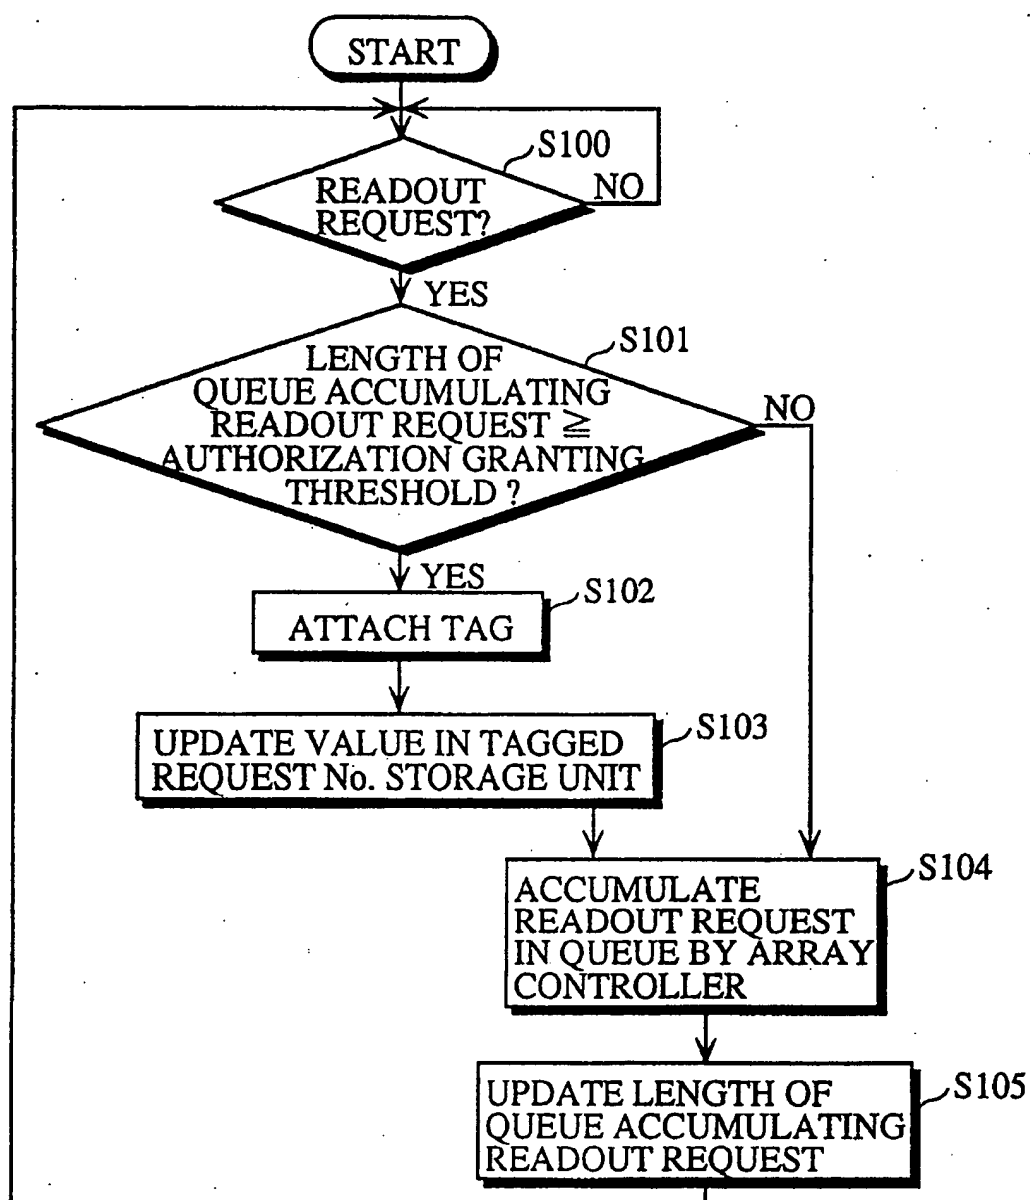 START
S100
READOUT
REQUEST?
NO
YES
S101
LENGTH OF
QUEUE ACCUMULATING
READOUT REQUEST ≧
AUTHORIZATION GRANTING
THRESHOLD ?
NO
YES
S102
ATTACH TAG
S103
UPDATE VALUE IN TAGGED
REQUEST No. STORAGE UNIT
S104
ACCUMULATE
READOUT REQUEST
IN QUEUE BY ARRAY
CONTROLLER
S105
UPDATE LENGTH OF
QUEUE ACCUMULATING
READOUT REQUEST